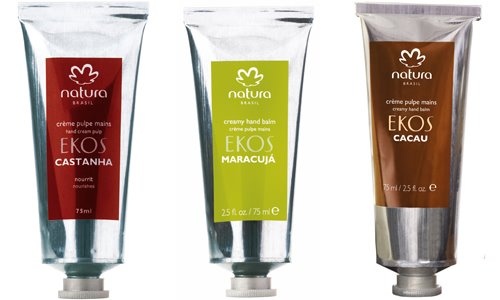 natura
BRASIL
crème pulpe mains
hand cream pulp
EKOS
CASTANHA
nourrit
nourishes
75ml
natura
BRASIL
creamy hand balm
crème pulpe mains
EKOS
MARACUJÁ
2.5 fl. oz. / 75 ml e
natura
BRASIL
crème pulpe mains
creamy hand balm
EKOS
CACAU
75 ml / 2.5 fl. oz. e